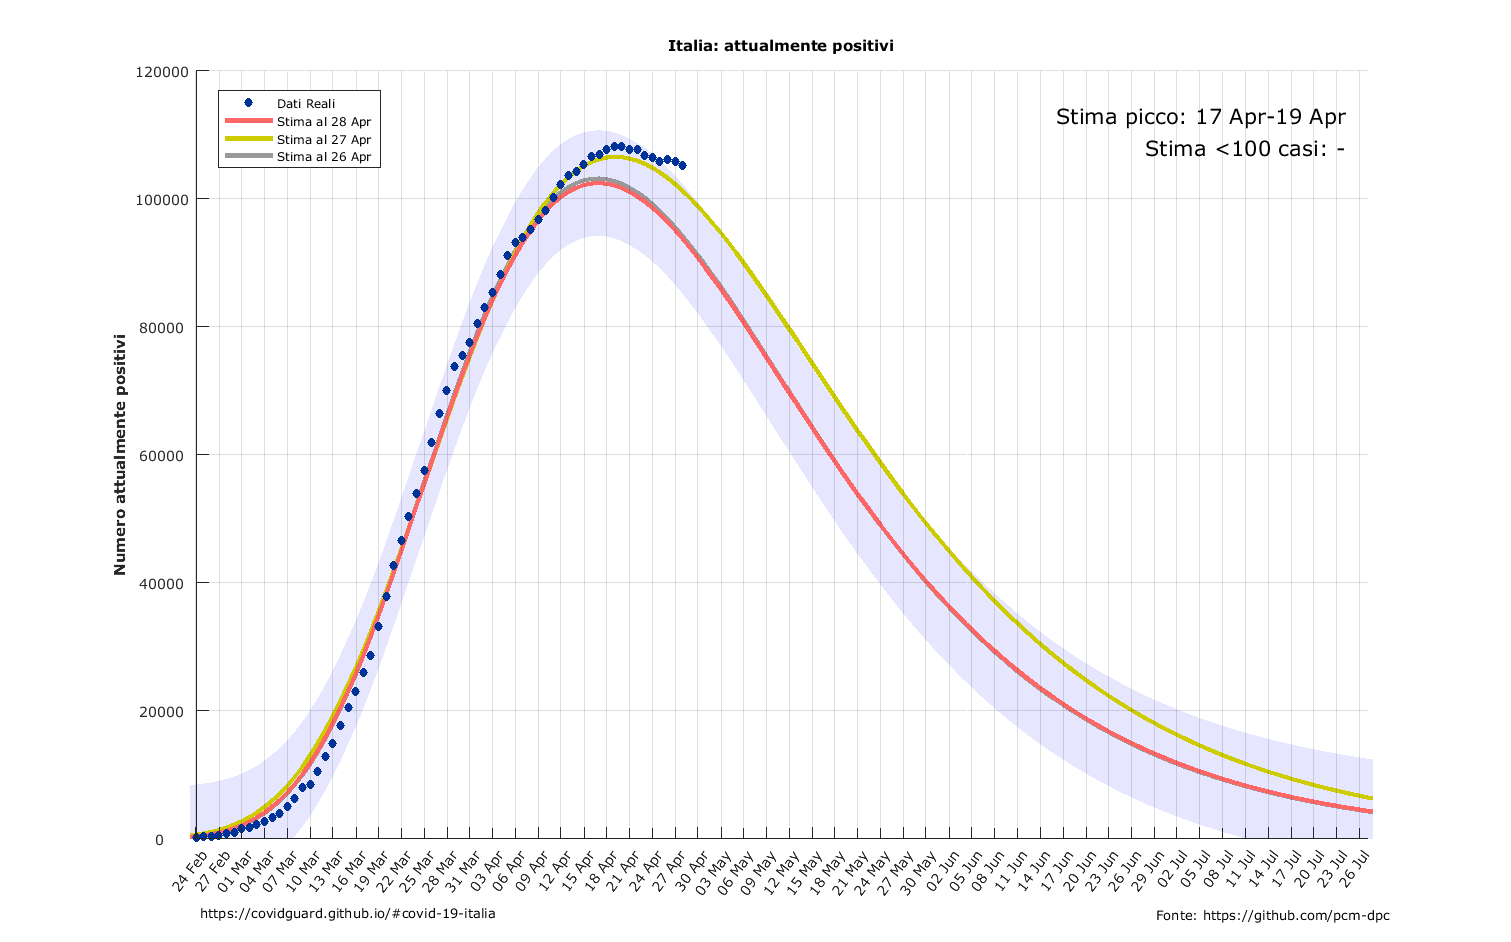 Italia: attualmente positivi
120000
100000
80000
60000
40000
20000
0
Numero attualmente positivi
Dati Reali
Stima al 28 Apr
Stima al 27 Apr
Stima al 26 Apr
Stima picco: 17 Apr-19 Apr
Stima <100 casi: -
24 Feb
27 Feb
01 Mar
04 Mar
07 Mar
10 Mar
13 Mar
16 Mar
19 Mar
22 Mar
25 Mar
28 Mar
31 Mar
03 Apr
06 Apr
09 Apr
12 Apr
15 Apr
18 Apr
21 Apr
24 Apr
27 Apr
30 Apr
03 May
06 May
09 May
12 May
15 May
18 May
21 May
24 May
27 May
30 May
02 Jun
05 Jun
08 Jun
11 Jun
14 Jun
17 Jun
20 Jun
23 Jun
26 Jun
29 Jun
02 Jul
05 Jul
08 Jul
11 Jul
14 Jul
17 Jul
20 Jul
23 Jul
26 Jul
https://covidguard.github.io/#covid-19-italia
Fonte: https://github.com/pcm-dpc